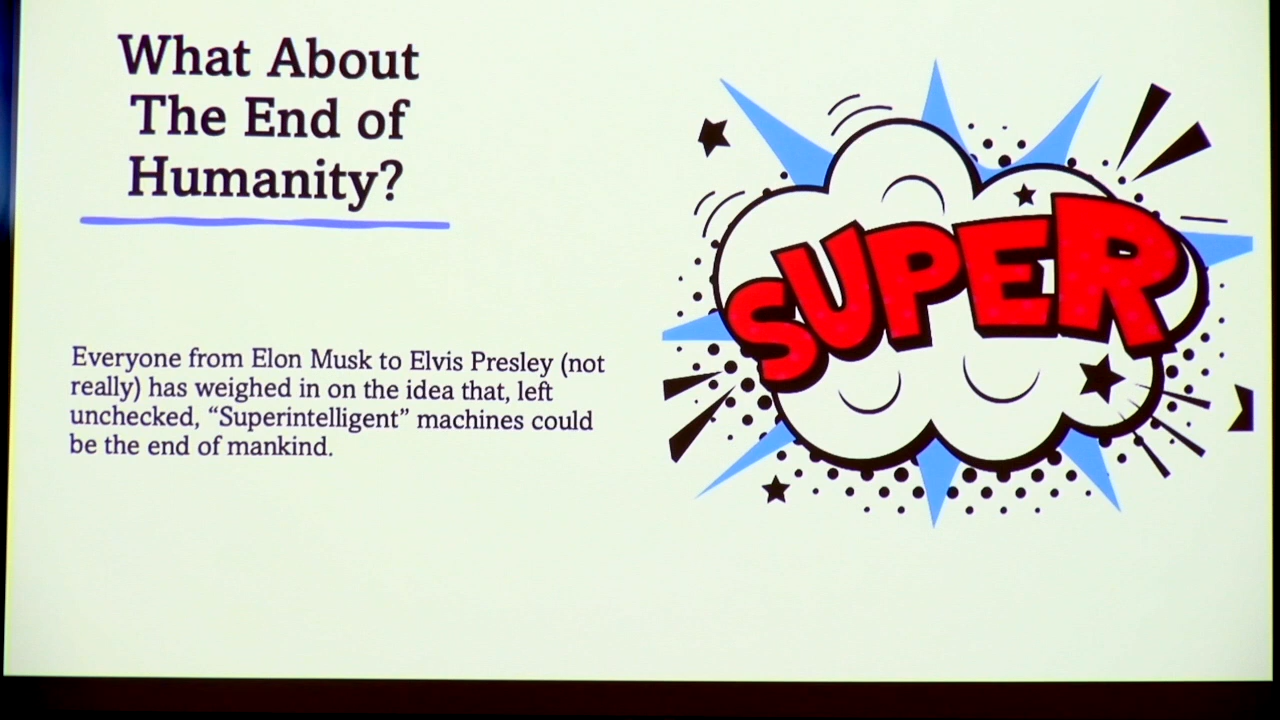 What About
The End of
Humanity?
Everyone from Elon Musk to Elvis Presley (not
really) has weighed in on the idea that, left
unchecked, “Superintelligent” machines could
be the end of mankind.
SUPER